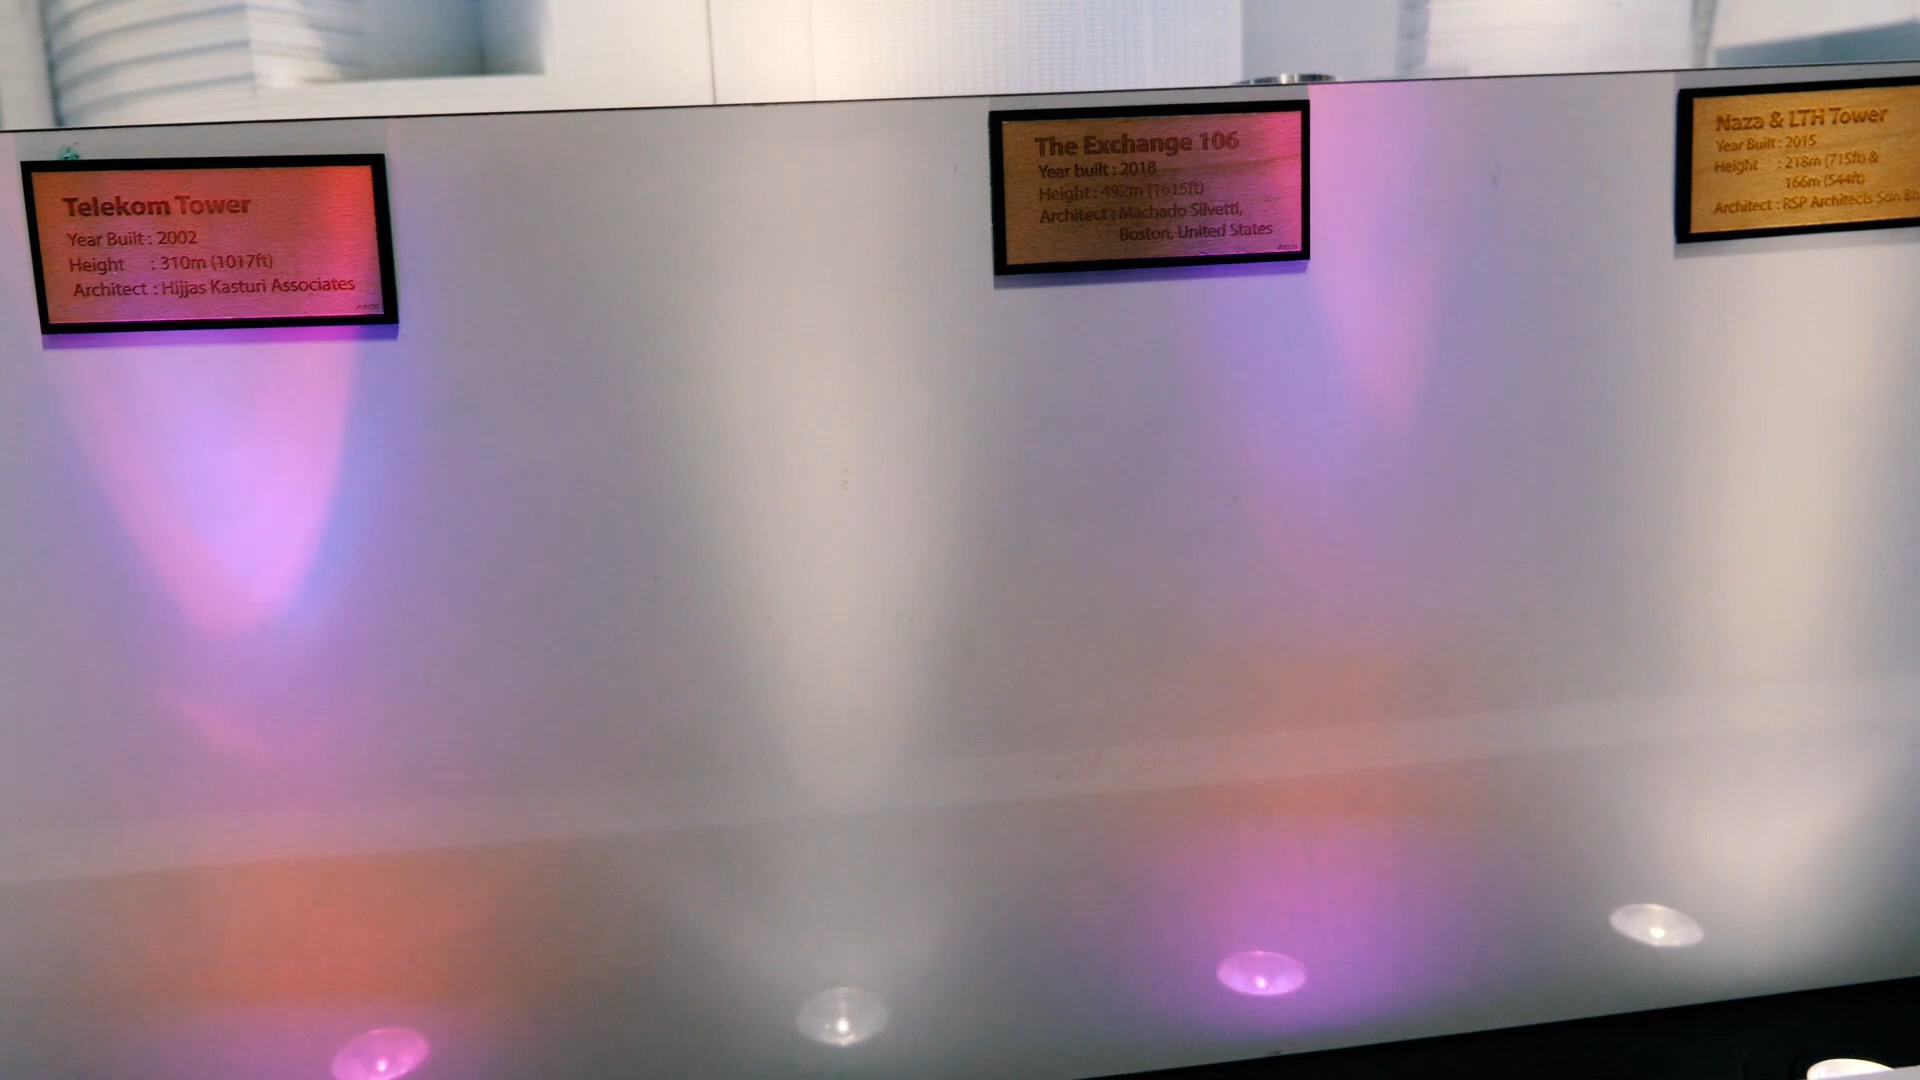 Telekom Tower
Year Built : 2002
Height : 310m (1017ft)
Architect : Hijjas Kasturi Associates
The Exchange 106
Year built : 2018
Height : 492m (1615ft)
Architect : Machado Silvetti,
Boston, United States
Naza & LTH Tower
Year Built : 2015
Height : 218m (715ft) &
166m (544ft)
Architect : RSP Architects Sdn